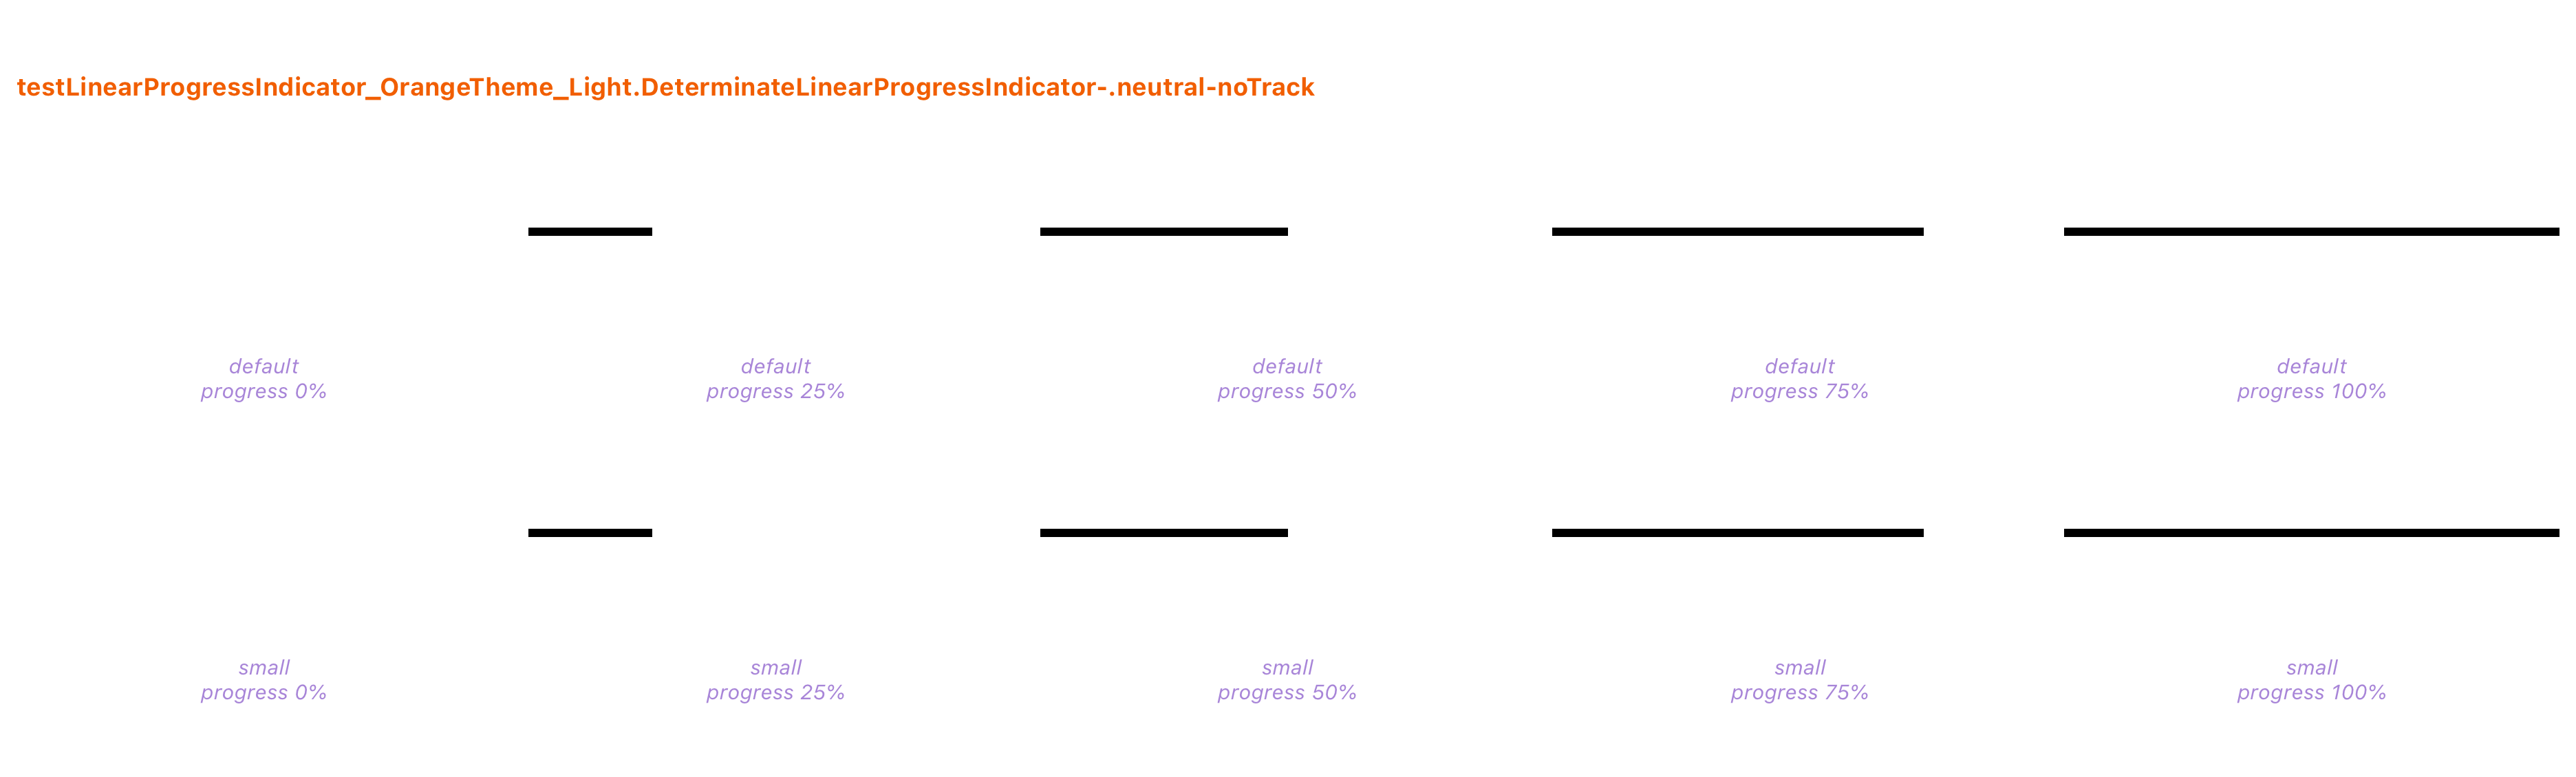 testLinearProgressIndicator_OrangeTheme_Light.DeterminateLinearProgressIndicator-.neutral-noTrack
default
progress 0%
default
progress 25%
default
progress 50%
default
progress 75%
default
progress 100%
small
progress 0%
small
progress 25%
small
progress 50%
small
progress 75%
small
progress 100%